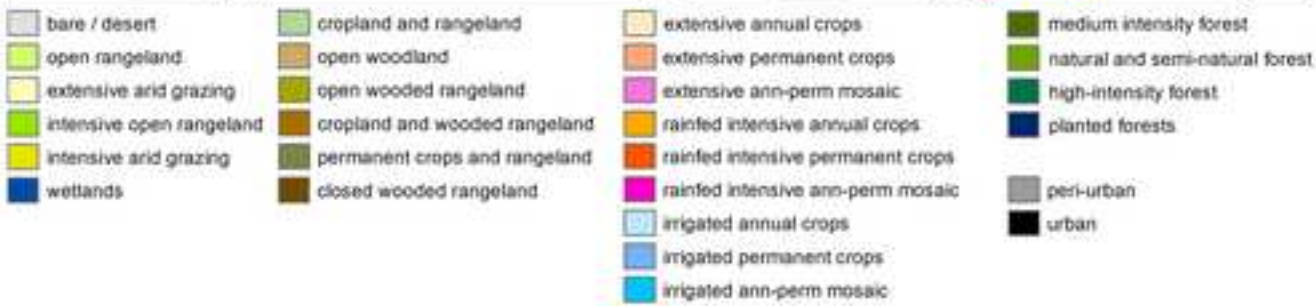 bare / desert
open rangeland
extensive arid grazing
intensive open rangeland
intensive arid grazing
wetlands
cropland and rangeland
open woodland
open wooded rangeland
cropland and wooded rangeland
permanent crops and rangeland
closed wooded rangeland
extensive annual crops
extensive permanent crops
extensive ann-perm mosaic
rainfed intensive annual crops
rainfed intensive permanent crops
rainfed intensive ann-perm mosaic
irrigated annual crops
irrigated permanent crops
irrigated ann-perm mosaic
medium intensity forest
natural and semi-natural forest
high-intensity forest
planted forests
peri-urban
urban